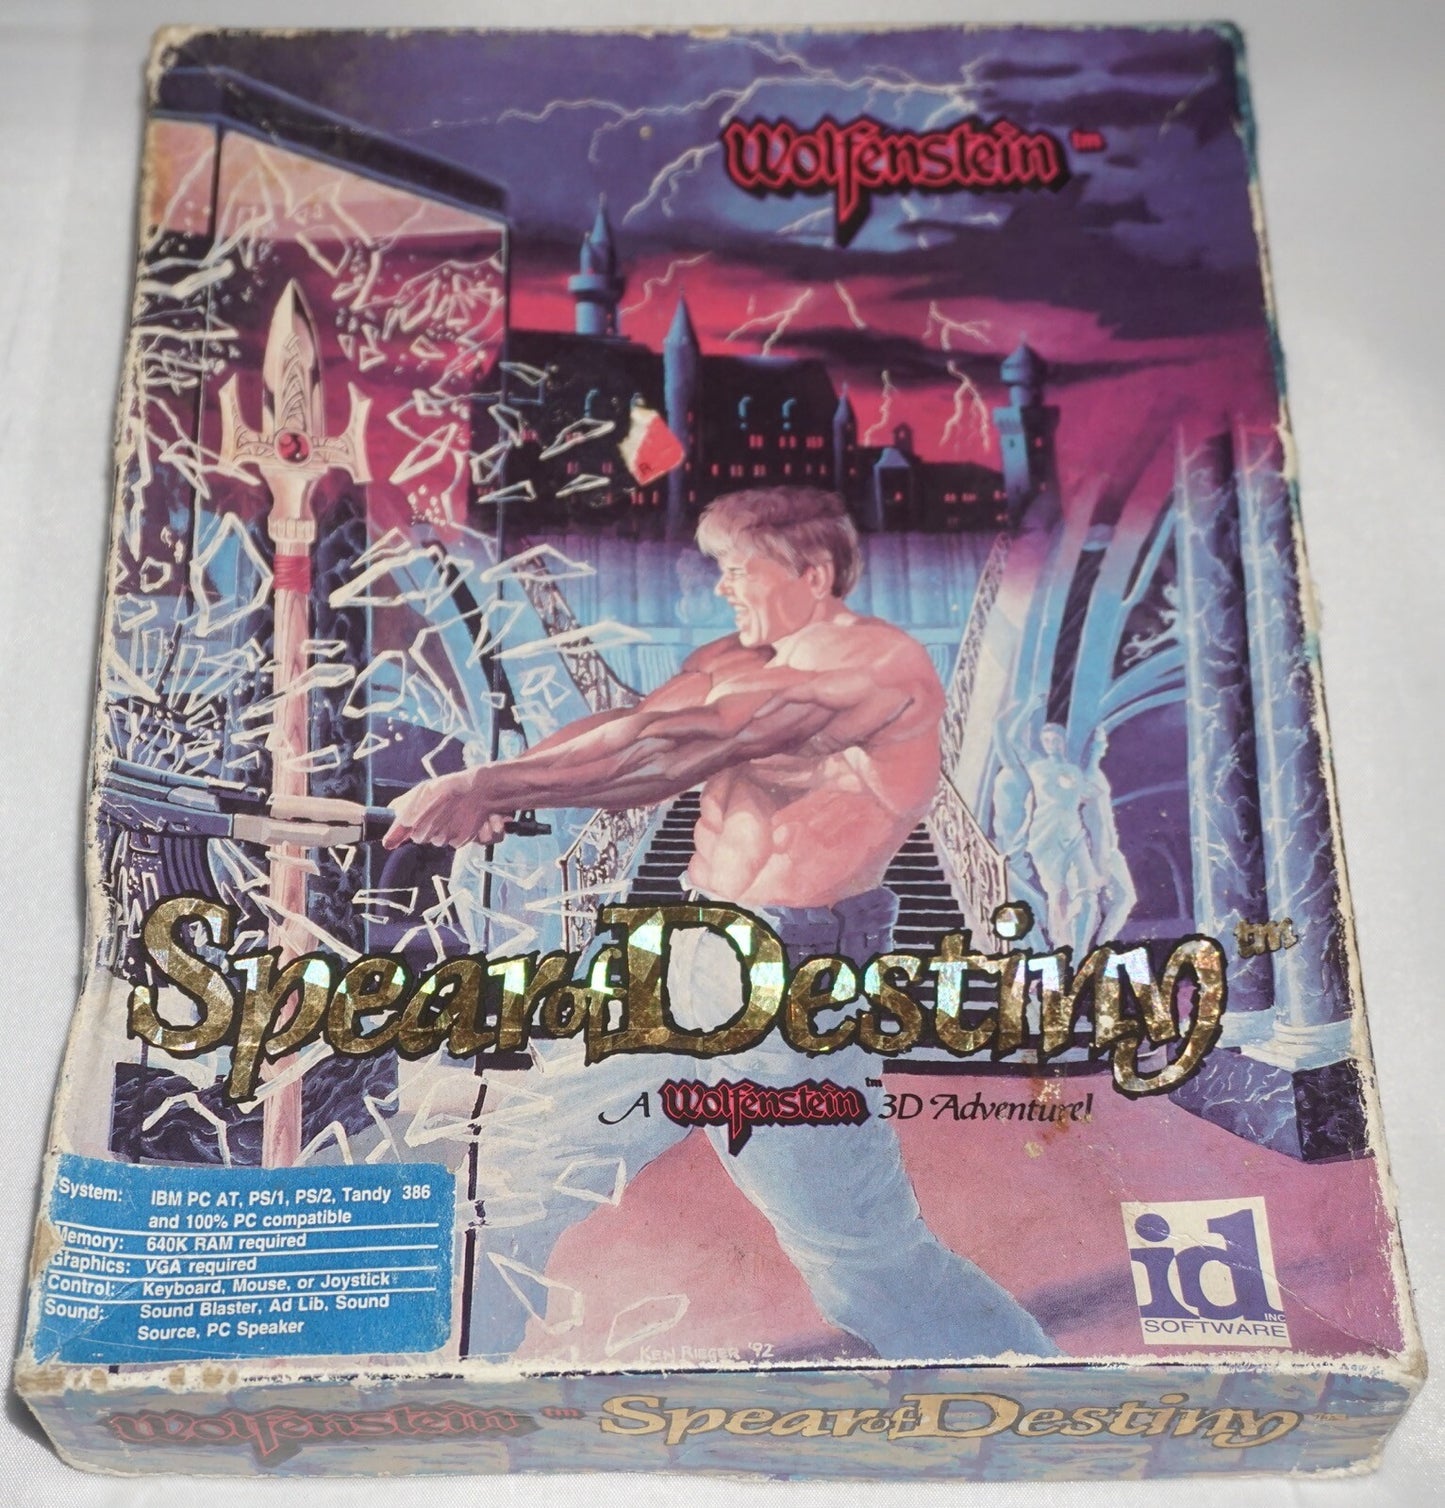 Wolfenstein™
Spear of Destiny™
A Wolfenstein™ 3D Adventure!
System: IBM PC AT, PS/1, PS/2, Tandy 386
and 100% PC compatible
Memory: 640K RAM required
Graphics: VGA required
Control: Keyboard, Mouse, or Joystick
Sound: Sound Blaster, Ad Lib, Sound
Source, PC Speaker
id
INC
SOFTWARE
KEN RIEGER '92
Wolfenstein™ Spear of Destiny™